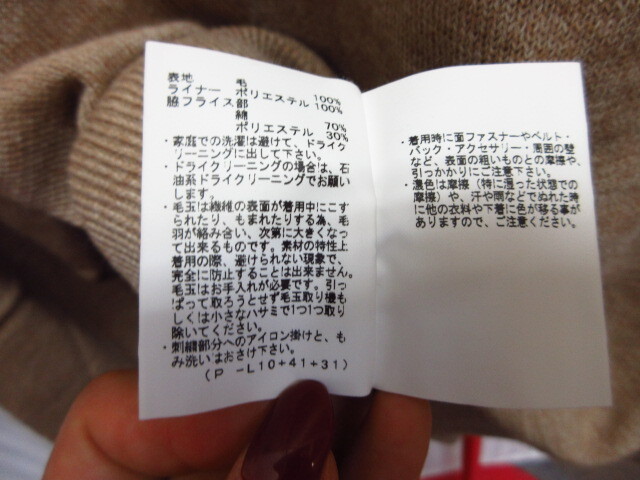 表地 毛 100%
ライナー ポリエステル 100%
脇フライス部
綿 70%
ポリエステル 30%
・家庭での洗濯は避けて、ドライク
リーニングに出して下さい。
・ドライクリーニングの場合は、石
油系ドライクリーニングでお願い
します。
・毛玉は繊維の表面が着用中にこす
られたり、もまれたりする為、毛
羽が絡み合い、次第に大きくなっ
て出来るものです。素材の特性上
着用の際、避けられない現象で、
完全に防止することは出来ません。
毛玉はお手入れが必要です。引っ
ぱって取ろうとせず毛玉取り機も
しくは小さなハサミで1つ1つ取り
除いてください。
・刺繍部分へのアイロン掛けと、も
み洗いはおさけ下さい。
(P -L10+41+31)
・着用時に面ファスナーやベルト・
バック・アクセサリー・周囲の壁
など、表面の粗いものとの摩擦や、
引っかかりにご注意下さい。
・濃色は摩擦（特に湿った状態での
摩擦）や、汗や雨などでぬれた時
に他の衣料や下着に色が移る事が
ありますので、ご注意ください。